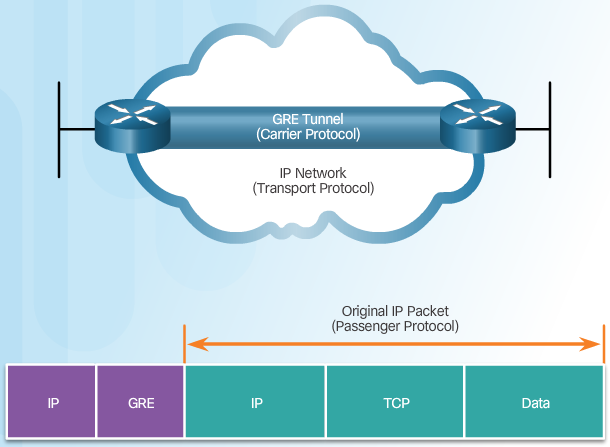 GRE Tunnel
(Carrier Protocol)
IP Network
(Transport Protocol)
Original IP Packet
(Passenger Protocol)
IP
GRE
IP
TCP
Data